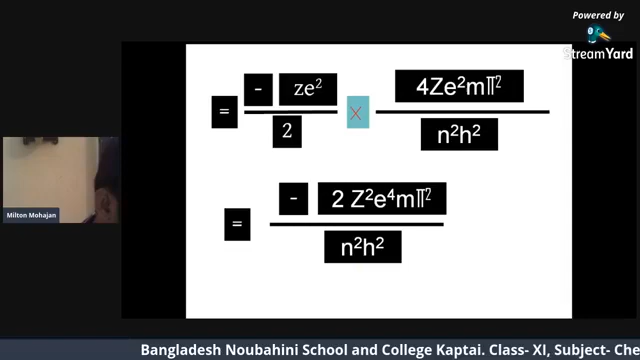 Powered by
StreamYard
= - ze² / 2 × 4Ze²mπ² / n²h²
= - 2 Z²e⁴mπ² / n²h²
Milton Mohajan
Bangladesh Noubahini School and College Kaptai. Class- XI, Subject- Che